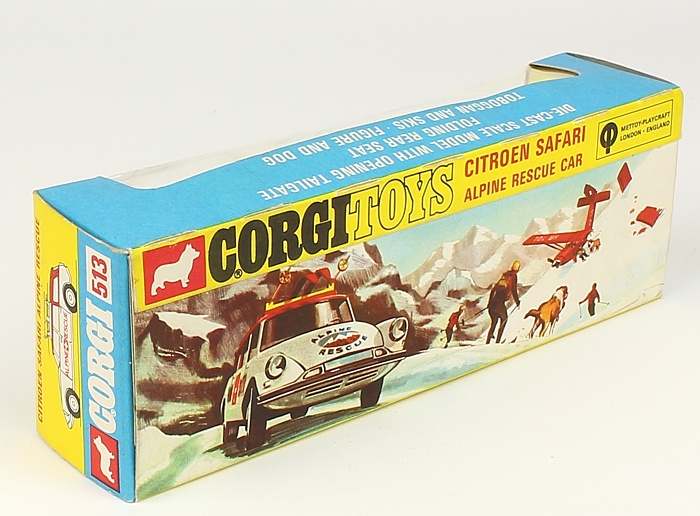 DIE-CAST SCALE MODEL WITH OPENING TAILGATE
FOLDING REAR SEAT
TOBOGGAN AND SKIS - FIGURE AND DOG
CORGI TOYS
CITROEN SAFARI
ALPINE RESCUE CAR
METTOY-PLAYCRAFT
LONDON - ENGLAND
ALPINE
RESCUE
CITROEN SAFARI ALPINE RESCUE
ALPINE RESCUE
CORGI 513